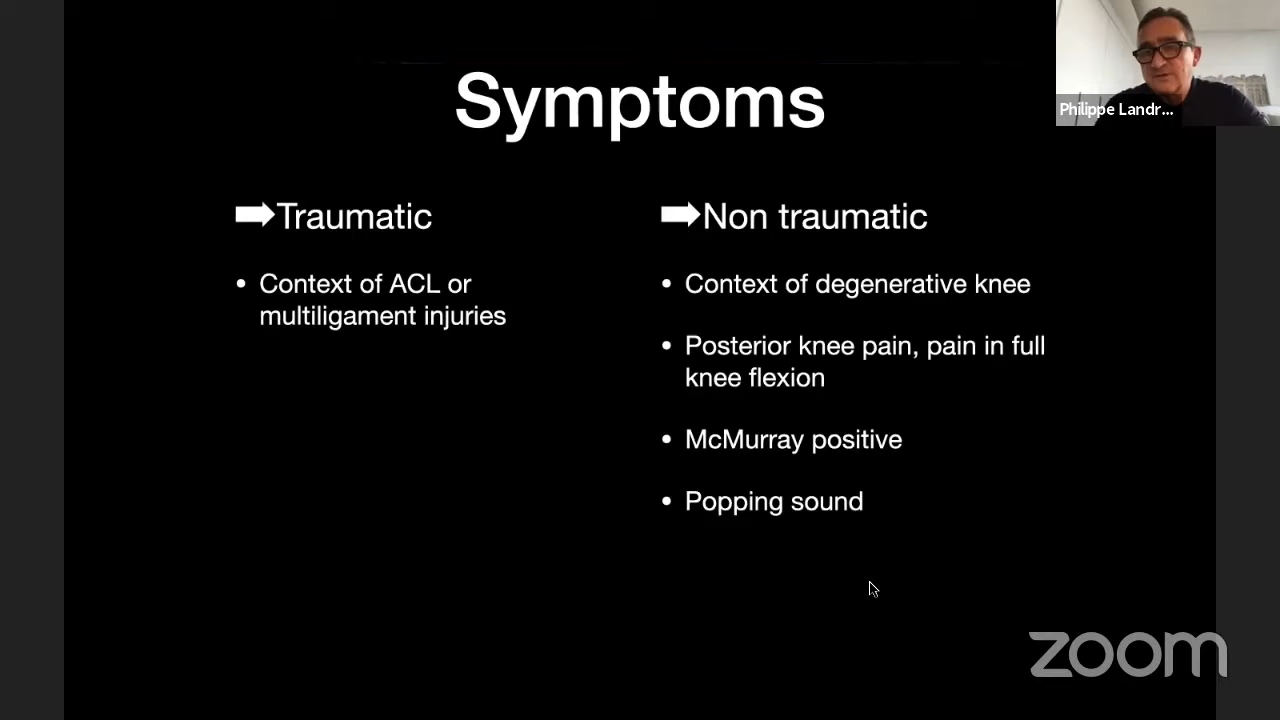 Symptoms
Philippe Landr...
Traumatic
• Context of ACL or
multiligament injuries
Non traumatic
• Context of degenerative knee
• Posterior knee pain, pain in full
knee flexion
• McMurray positive
• Popping sound
zoom